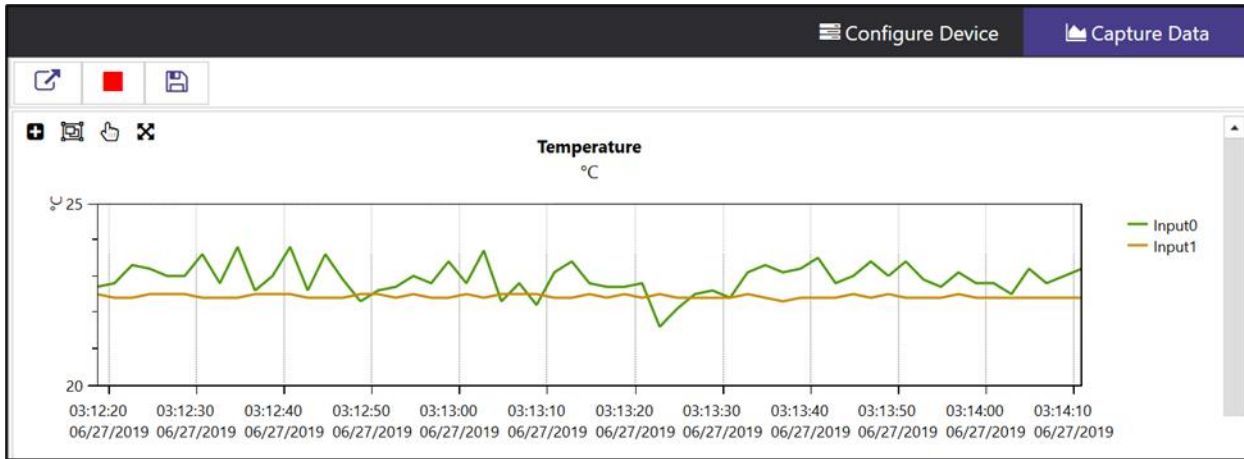 Configure Device Capture Data
Temperature
°C
°C
25
20
Input0
Input1
03:12:20 03:12:30 03:12:40 03:12:50 03:13:00 03:13:10 03:13:20 03:13:30 03:13:40 03:13:50 03:14:00 03:14:10
06/27/2019 06/27/2019 06/27/2019 06/27/2019 06/27/2019 06/27/2019 06/27/2019 06/27/2019 06/27/2019 06/27/2019 06/27/2019 06/27/2019